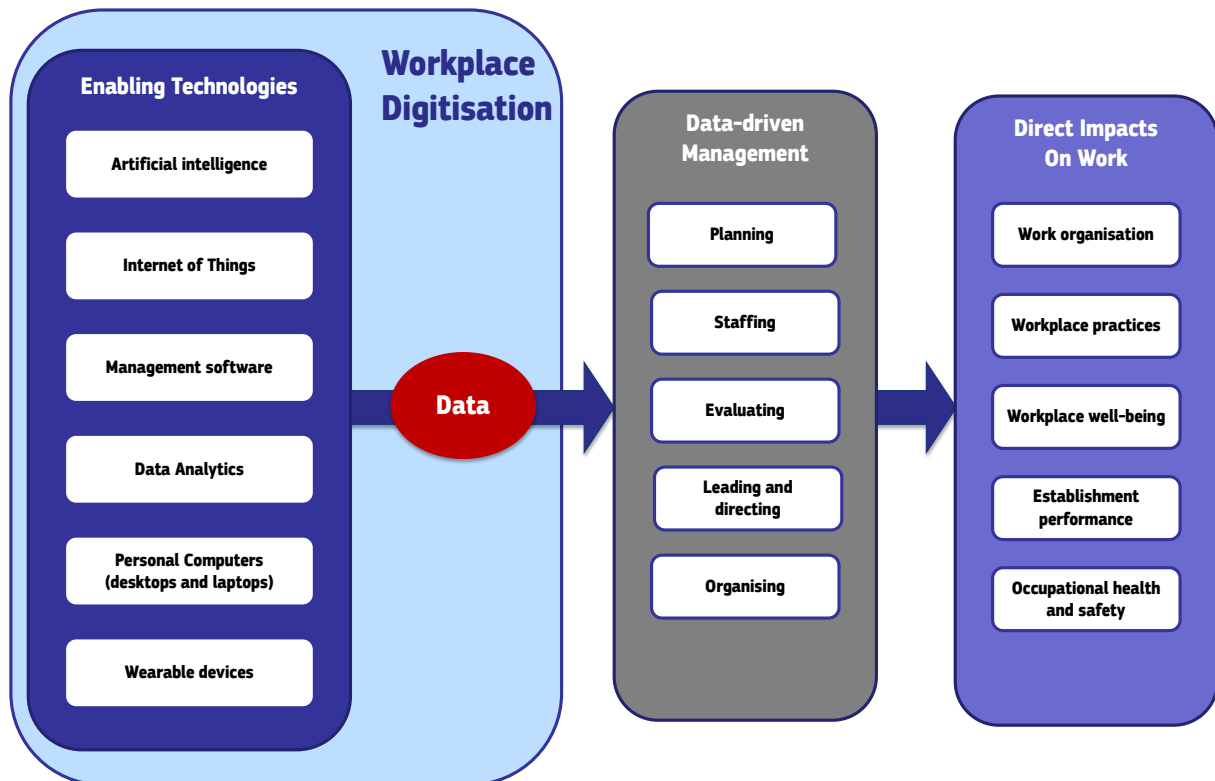 Workplace
Digitisation
Enabling Technologies
Artificial intelligence
Internet of Things
Management software
Data Analytics
Personal Computers
(desktops and laptops)
Wearable devices
Data
Data-driven
Management
Planning
Staffing
Evaluating
Leading and
directing
Organising
Direct Impacts
On Work
Work organisation
Workplace practices
Workplace well-being
Establishment
performance
Occupational health
and safety